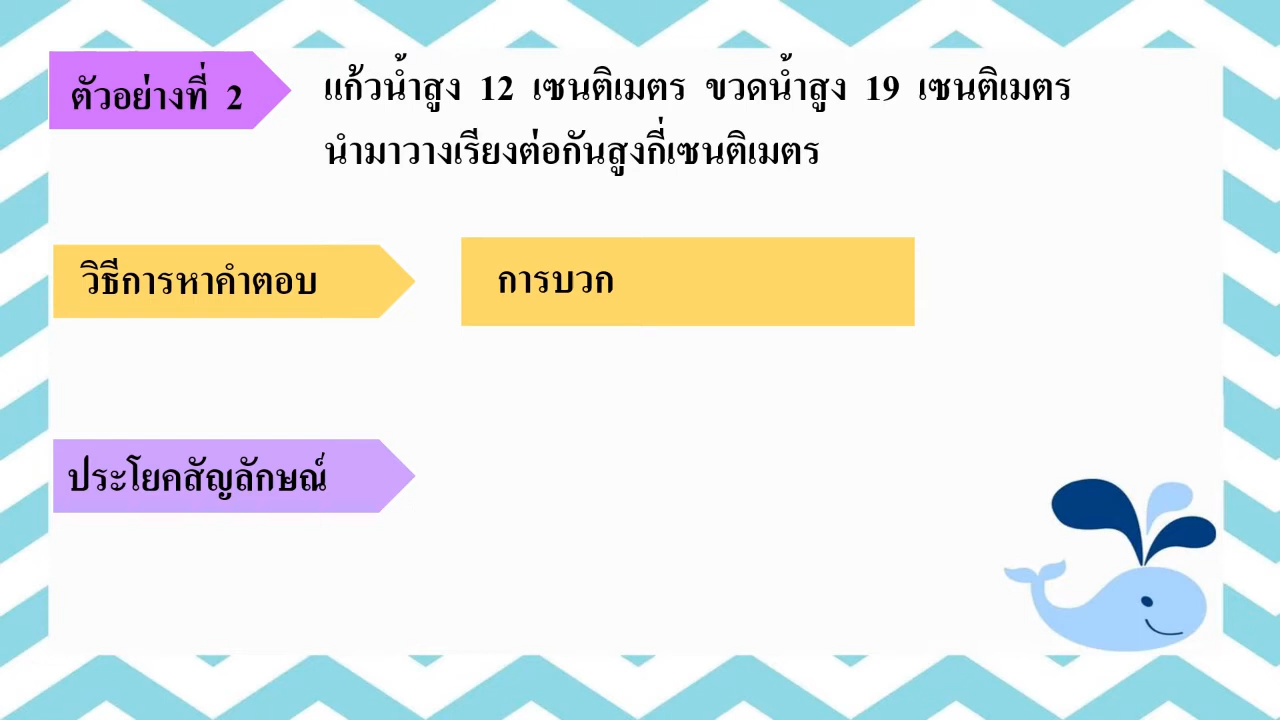 ตัวอย่างที่ 2
แก้วน้ำสูง 12 เซนติเมตร ขวดน้ำสูง 19 เซนติเมตร
นำมาวางเรียงต่อกันสูงกี่เซนติเมตร
วิธีการหาคำตอบ
การบวก
ประโยคสัญลักษณ์